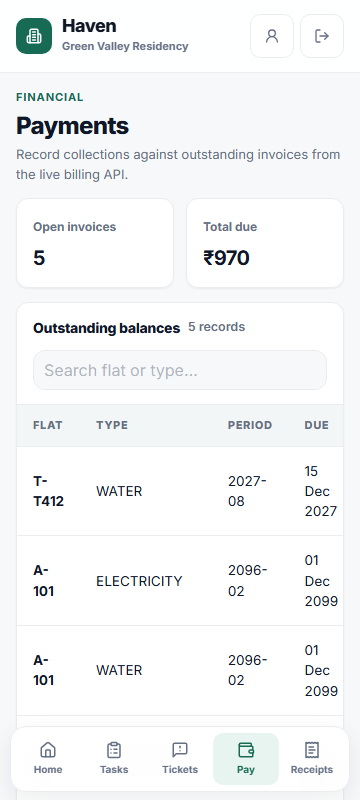 Haven
Green Valley Residency
FINANCIAL
Payments
Record collections against outstanding invoices from
the live billing API.
Open invoices
Total due
5
₹970
Outstanding balances 5 records
Search flat or type...
FLAT TYPE PERIOD DUE
T-
T412
WATER
2027-
08
15
Dec
2027
A-
101
ELECTRICITY
2096-
02
01
Dec
2099
A-
101
WATER
2096-
02
01
Dec
2099
Home Tasks Tickets Pay Receipts